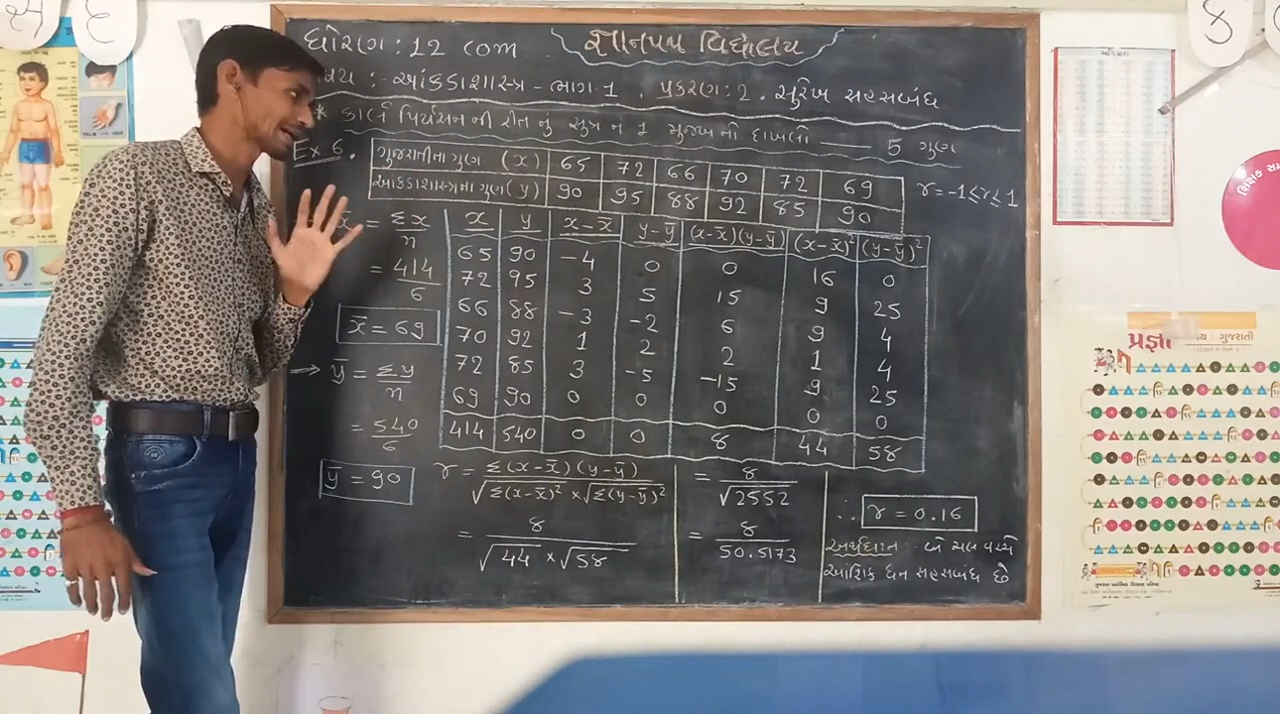 ધોરણ : 12 com
જ્ઞાનપથ વિદ્યાલય
આંકડાશાસ્ત્ર - ભાગ-1 . પ્રકરણ : 2 . સુરેખ સહસંબંધ
* કાર્લ પિર્યસન ની રીત નું સુત્ર નં 1 મુજબ નો દાખલો —— 5 ગુણ
Ex 6.
ગુજરાતીના ગુણ (x) 65 72 66 70 72 69
આંકડાશાસ્ત્રના ગુણ (y) 90 95 88 92 85 90
r = -1 ≤ r ≤ 1
x̄ = Σx/n
= 414/6
x̄ = 69
→ ȳ = Σy/n
= 540/6
ȳ = 90
x y x-x̄ y-ȳ (x-x̄)(y-ȳ) (x-x̄)² (y-ȳ)²
65 90 -4 0 0 16 0
72 95 3 5 15 9 25
66 88 -3 -2 6 9 4
70 92 1 2 2 1 4
72 85 3 -5 -15 9 25
69 90 0 0 0 0 0
414 540 0 0 8 44 58
r = Σ(x-x̄)(y-ȳ) / √Σ(x-x̄)² × √Σ(y-ȳ)²
= 8 / √44 × √58
= 8 / √2552
= 8 / 50.5173
∴ r = 0.16
અર્થઘટન :- બે ચલ વચ્ચે
આંશિક ધન સહસંબંધ છે
પ્રજ્ઞા
ગુજરાતી
શિક્ષક
ક